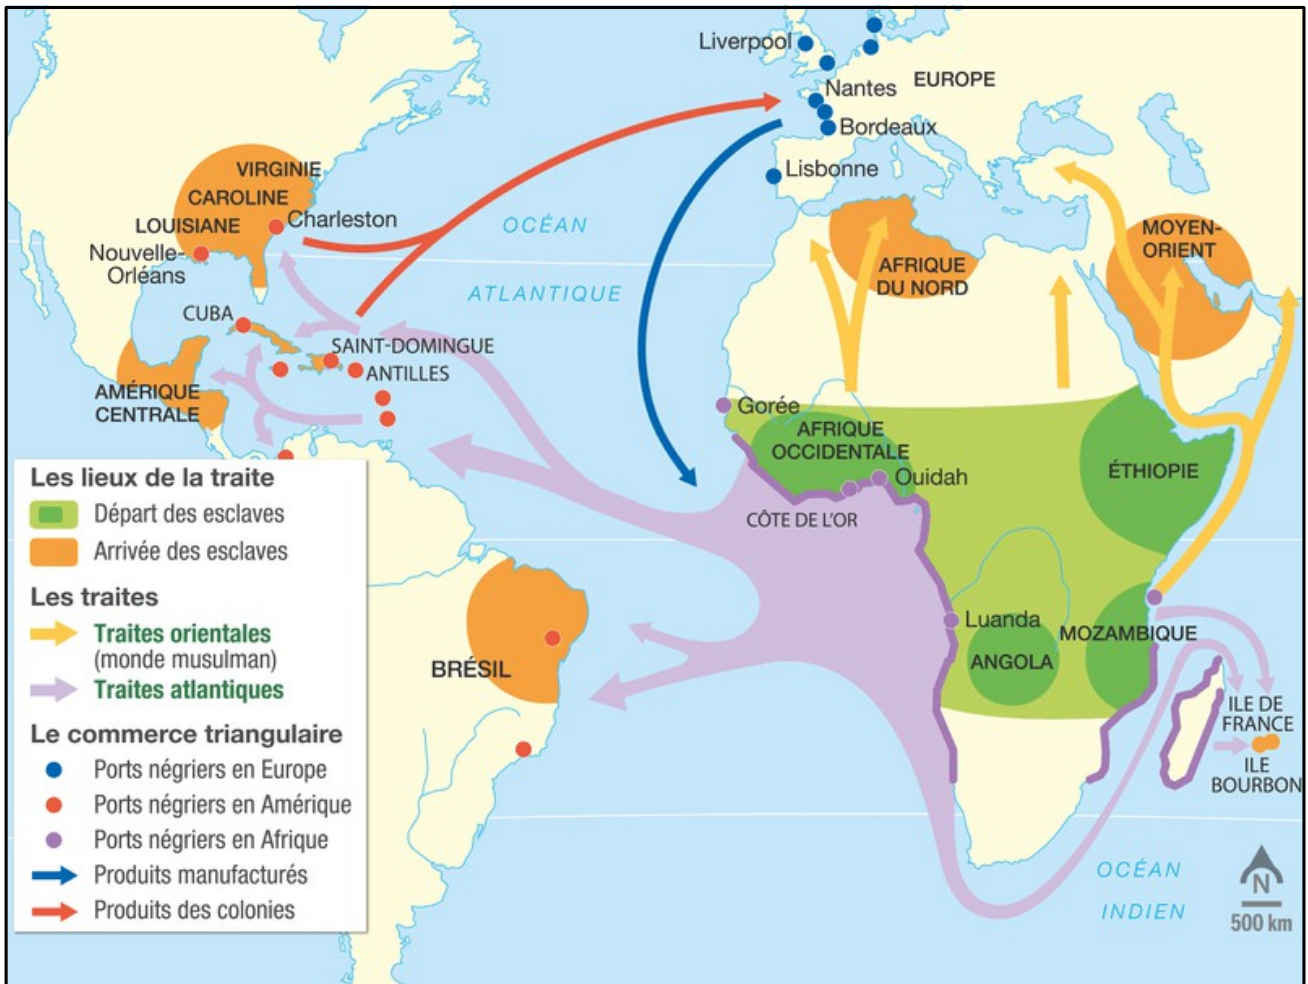 Liverpool
Nantes
EUROPE
Bordeaux
Lisbonne
VIRGINIE
CAROLINE
LOUISIANE
Charleston
Nouvelle-
Orléans
OCÉAN
ATLANTIQUE
MOYEN-
ORIENT
AFRIQUE
DU NORD
CUBA
SAINT-DOMINGUE
ANTILLES
AMÉRIQUE
CENTRALE
Gorée
AFRIQUE
OCCIDENTALE
Ouidah
CÔTE DE L'OR
ÉTHIOPIE
Luanda
MOZAMBIQUE
ANGOLA
BRÉSIL
ILE DE
FRANCE
ILE
BOURBON
OCÉAN
INDIEN
N
500 km
Les lieux de la traite
Départ des esclaves
Arrivée des esclaves
Les traites
Traites orientales
(monde musulman)
Traites atlantiques
Le commerce triangulaire
Ports négriers en Europe
Ports négriers en Amérique
Ports négriers en Afrique
Produits manufacturés
Produits des colonies